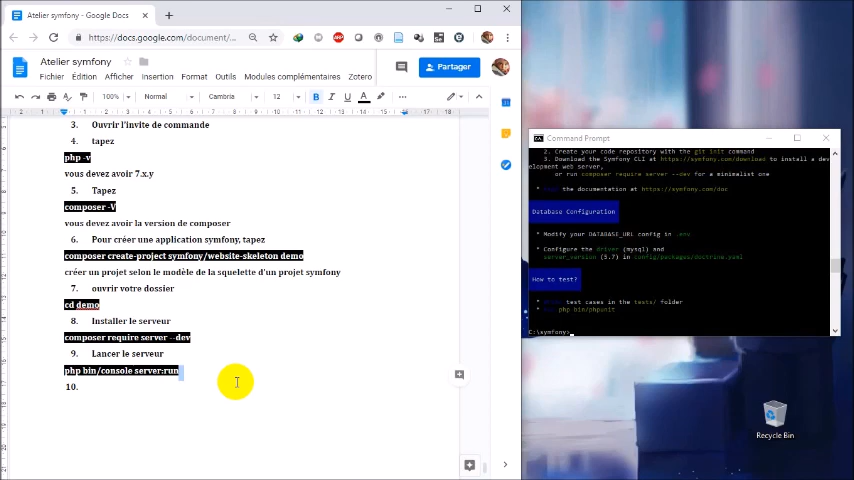 Atelier symfony - Google Docs
https://docs.google.com/document/...
Atelier symfony
Fichier Édition Afficher Insertion Format Outils Modules complémentaires Zotero
Partager
100% Normal Cambria 12
3. Ouvrir l'invite de commande
4. tapez
php -v
vous devez avoir 7.x.y
5. Tapez
composer -V
vous devez avoir la version de composer
6. Pour créer une application symfony, tapez
composer create-project symfony/website-skeleton demo
créer un projet selon le modèle de la squelette d'un projet symfony
7. ouvrir votre dossier
cd demo
8. Installer le serveur
composer require server --dev
9. Lancer le serveur
php bin/console server:run
10.
Command Prompt
2. Create your code repository with the git init command
3. Download the Symfony CLI at https://symfony.com/download to install a dev
elopment web server,
or run composer require server --dev for a minimalist one
* the documentation at https://symfony.com/doc
Database Configuration
* Modify your DATABASE_URL config in .env
* Configure the driver (mysql) and
server_version (5.7) in config/packages/doctrine.yaml
How to test?
* test cases in the tests/ folder
* php bin/phpunit
C:\symfony>
Recycle Bin